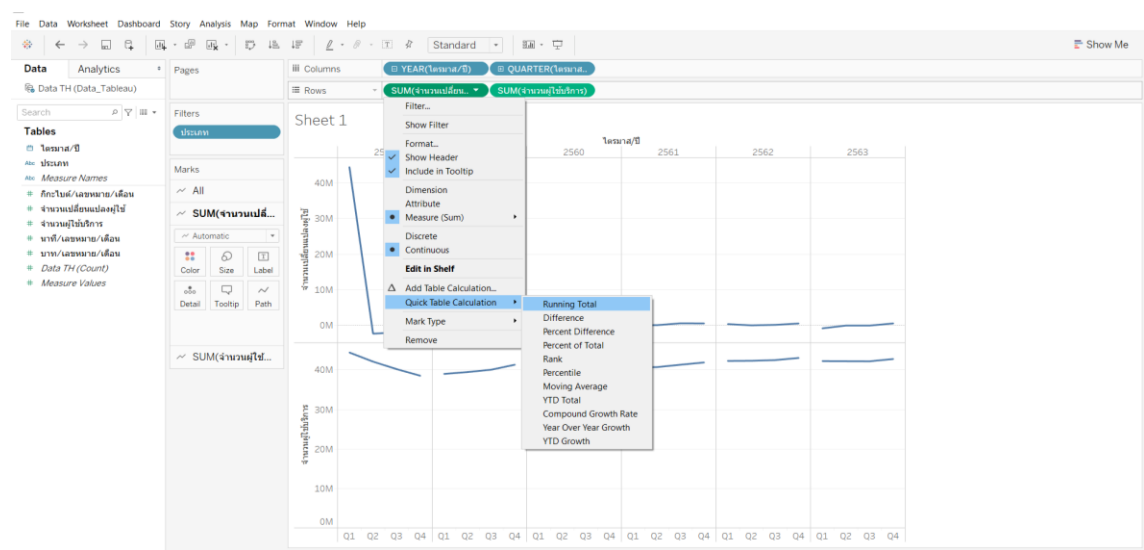 File Data Worksheet Dashboard Story Analysis Map Format Window Help
Standard
Show Me
Data Analytics
Data TH (Data_Tableau)
Search
Tables
ไตรมาส/ปี
Abc ประเภท
Abc Measure Names
กิกะไบต์/เลขหมาย/เดือน
จำนวนเปลี่ยนแปลงผู้ใช้
จำนวนผู้ใช้บริการ
นาที/เลขหมาย/เดือน
บาท/เลขหมาย/เดือน
Data TH (Count)
Measure Values
Pages
Filters
ประเภท
Marks
All
SUM(จำนวนเปลี่...
Automatic
Color Size Label
Detail Tooltip Path
SUM(จำนวนผู้ใช้...
Columns
YEAR(ไตรมาส/ปี) QUARTER(ไตรมาส..
Rows
SUM(จำนวนเปลี่ยน.. SUM(จำนวนผู้ใช้บริการ)
Sheet 1
ไตรมาส/ปี
25
2560 2561 2562 2563
Filter...
Show Filter
Format...
Show Header
Include in Tooltip
Dimension
Attribute
Measure (Sum)
Discrete
Continuous
Edit in Shelf
Add Table Calculation...
Quick Table Calculation
Mark Type
Remove
Running Total
Difference
Percent Difference
Percent of Total
Rank
Percentile
Moving Average
YTD Total
Compound Growth Rate
Year Over Year Growth
YTD Growth
จำนวนเปลี่ยนแปลงผู้ใช้
40M
30M
20M
10M
0M
จำนวนผู้ใช้บริการ
40M
30M
20M
10M
0M
Q1 Q2 Q3 Q4 Q1 Q2 Q3 Q4 Q1 Q2 Q3 Q4 Q1 Q2 Q3 Q4 Q1 Q2 Q3 Q4 Q1 Q2 Q3 Q4